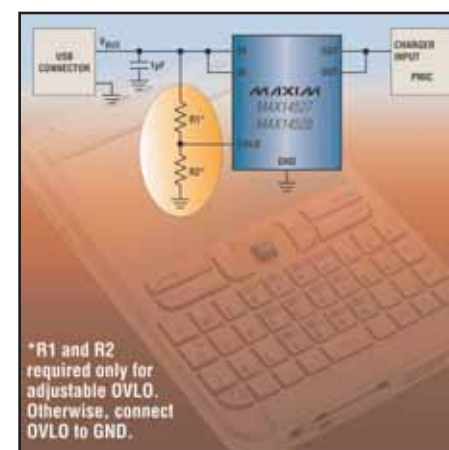 USB
CONNECTOR
VBUS
1µF
R1*
R2*
IN
IN
OUT
OUT
MAXIM
MAX14527
MAX14528
OVLO
GND
CHARGER
INPUT
PMIC
*R1 and R2
required only for
adjustable OVLO.
Otherwise, connect
OVLO to GND.